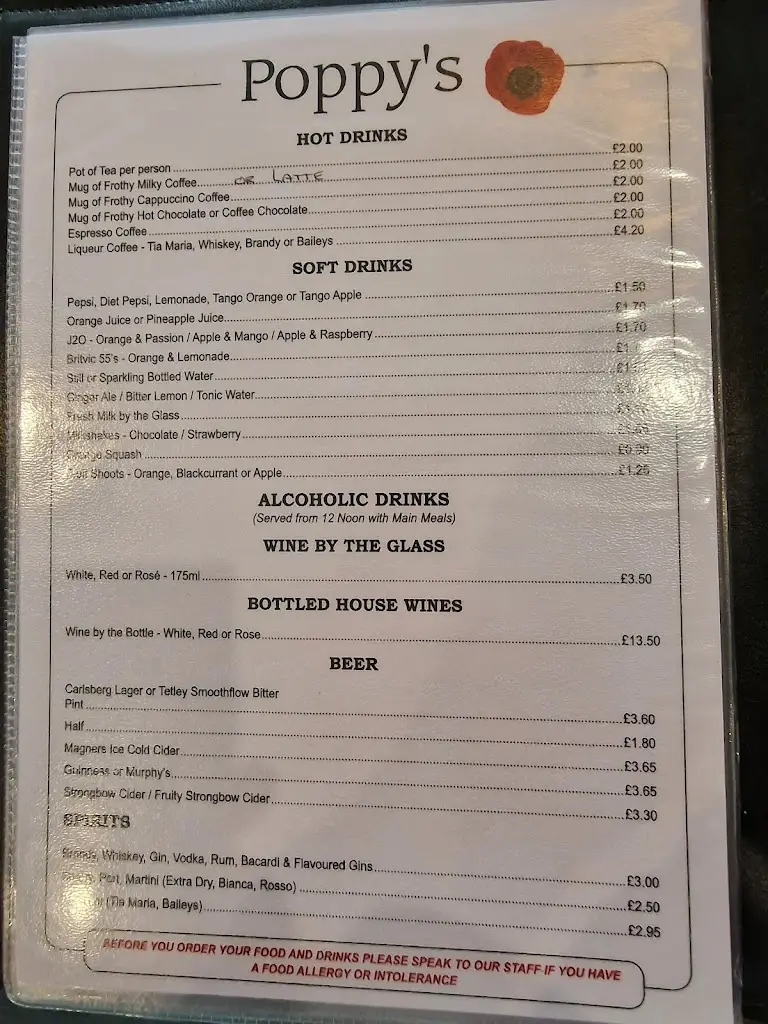 Poppy's
HOT DRINKS
Pot of Tea per person £2.00
Mug of Frothy Milky Coffee OR LATTE £2.00
Mug of Frothy Cappuccino Coffee £2.00
Mug of Frothy Hot Chocolate or Coffee Chocolate £2.00
Espresso Coffee £2.00
Liqueur Coffee - Tia Maria, Whiskey, Brandy or Baileys £4.20
SOFT DRINKS
Pepsi, Diet Pepsi, Lemonade, Tango Orange or Tango Apple £1.50
Orange Juice or Pineapple Juice £1.70
J2O - Orange & Passion / Apple & Mango / Apple & Raspberry £1.70
Britvic 55's - Orange & Lemonade
Still or Sparkling Bottled Water
Ginger Ale / Bitter Lemon / Tonic Water
Fresh Milk by the Glass
Milkshakes - Chocolate / Strawberry
Orange Squash
Fruit Shoots - Orange, Blackcurrant or Apple £1.25
ALCOHOLIC DRINKS
(Served from 12 Noon with Main Meals)
WINE BY THE GLASS
White, Red or Rosé - 175ml £3.50
BOTTLED HOUSE WINES
Wine by the Bottle - White, Red or Rose £13.50
BEER
Carlsberg Lager or Tetley Smoothflow Bitter
Pint £3.60
Half £1.80
Magners Ice Cold Cider £3.65
Guinness or Murphy's £3.65
Strongbow Cider / Fruity Strongbow Cider £3.30
SPIRITS
Brandy, Whiskey, Gin, Vodka, Rum, Bacardi & Flavoured Gins £3.00
Port, Martini (Extra Dry, Bianca, Rosso) £2.50
(Tia Maria, Baileys) £2.95
BEFORE YOU ORDER YOUR FOOD AND DRINKS PLEASE SPEAK TO OUR STAFF IF YOU HAVE
A FOOD ALLERGY OR INTOLERANCE